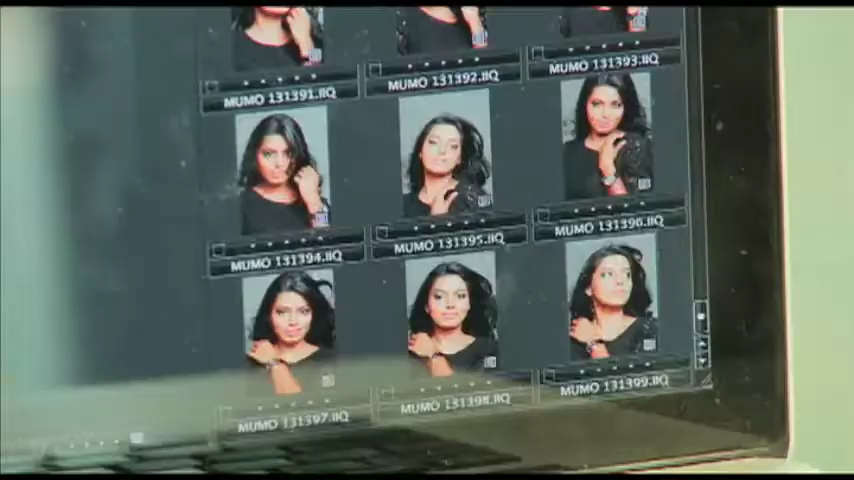 MUMO 131391.IIQ
MUMO 131392.IIQ
MUMO 131393.IIQ
MUMO 131394.IIQ
MUMO 131395.IIQ
MUMO 131396.IIQ
MUMO 131397.IIQ
MUMO 131398.IIQ
MUMO 131399.IIQ